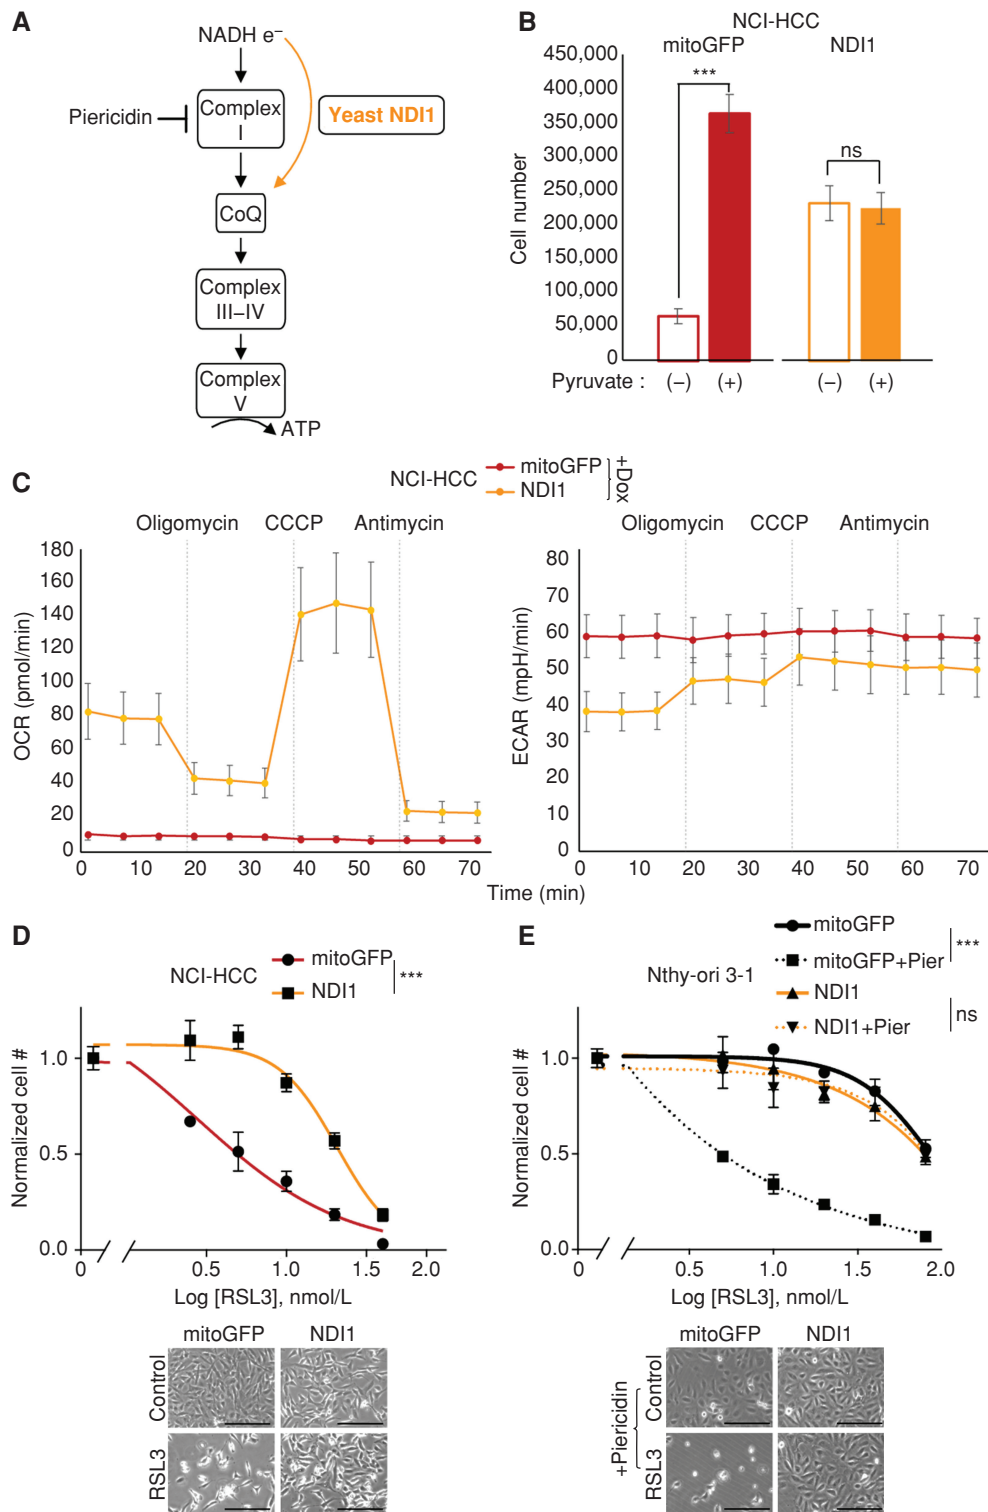 A
NADH e–
Piericidin
Complex
I
Yeast NDI1
CoQ
Complex
III–IV
Complex
V
ATP
B
NCI-HCC
mitoGFP
NDI1
Cell number
450,000
400,000
350,000
300,000
250,000
200,000
150,000
100,000
50,000
0
***
ns
Pyruvate :
(–)
(+)
(–)
(+)
C
NCI-HCC
mitoGFP
NDI1
+Dox
Oligomycin
CCCP
Antimycin
OCR (pmol/min)
180
160
140
120
100
80
60
40
20
0
0
10
20
30
40
50
60
70
Oligomycin
CCCP
Antimycin
ECAR (mpH/min)
80
70
60
50
40
30
20
10
0
0
10
20
30
40
50
60
70
Time (min)
D
NCI-HCC
mitoGFP
NDI1
***
Normalized cell #
1.0
0.5
0.0
0
0.5
1.0
1.5
2.0
Log [RSL3], nmol/L
mitoGFP
NDI1
Control
RSL3
E
Nthy-ori 3-1
mitoGFP
mitoGFP+Pier
NDI1
NDI1+Pier
***
ns
Normalized cell #
1.0
0.5
0.0
0
0.5
1.0
1.5
2.0
Log [RSL3], nmol/L
mitoGFP
NDI1
+Piericidin
Control
RSL3